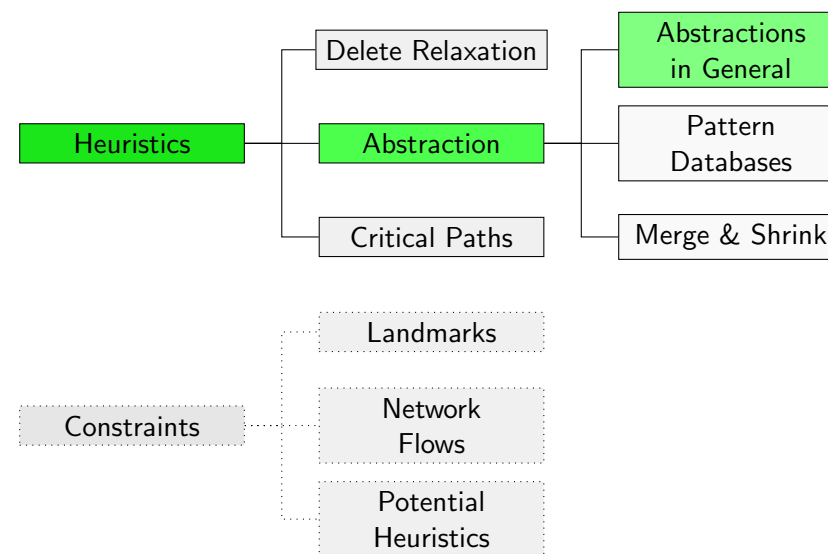 Heuristics
Delete Relaxation
Abstraction
Critical Paths
Abstractions
in General
Pattern
Databases
Merge & Shrink
Constraints
Landmarks
Network
Flows
Potential
Heuristics